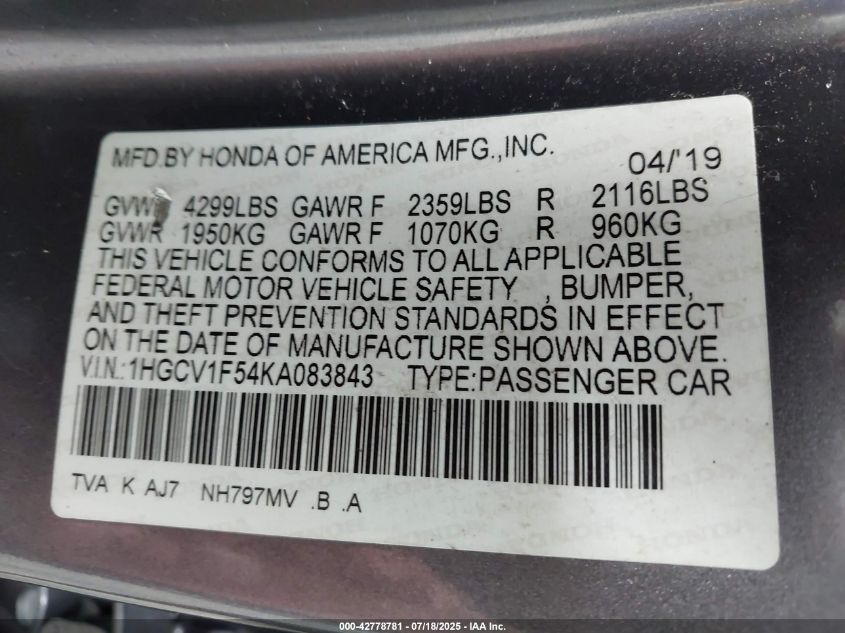 MFD.BY HONDA OF AMERICA MFG.,INC. 04/'19
GVWR 4299LBS GAWR F 2359LBS R 2116LBS
GVWR 1950KG GAWR F 1070KG R 960KG
THIS VEHICLE CONFORMS TO ALL APPLICABLE
FEDERAL MOTOR VEHICLE SAFETY , BUMPER,
AND THEFT PREVENTION STANDARDS IN EFFECT
ON THE DATE OF MANUFACTURE SHOWN ABOVE.
V.I.N.:1HGCV1F54KA083843 TYPE:PASSENGER CAR
TVA K AJ7 NH797MV .B .A
000-42778781 / 07/18/2025 - IAA Inc.